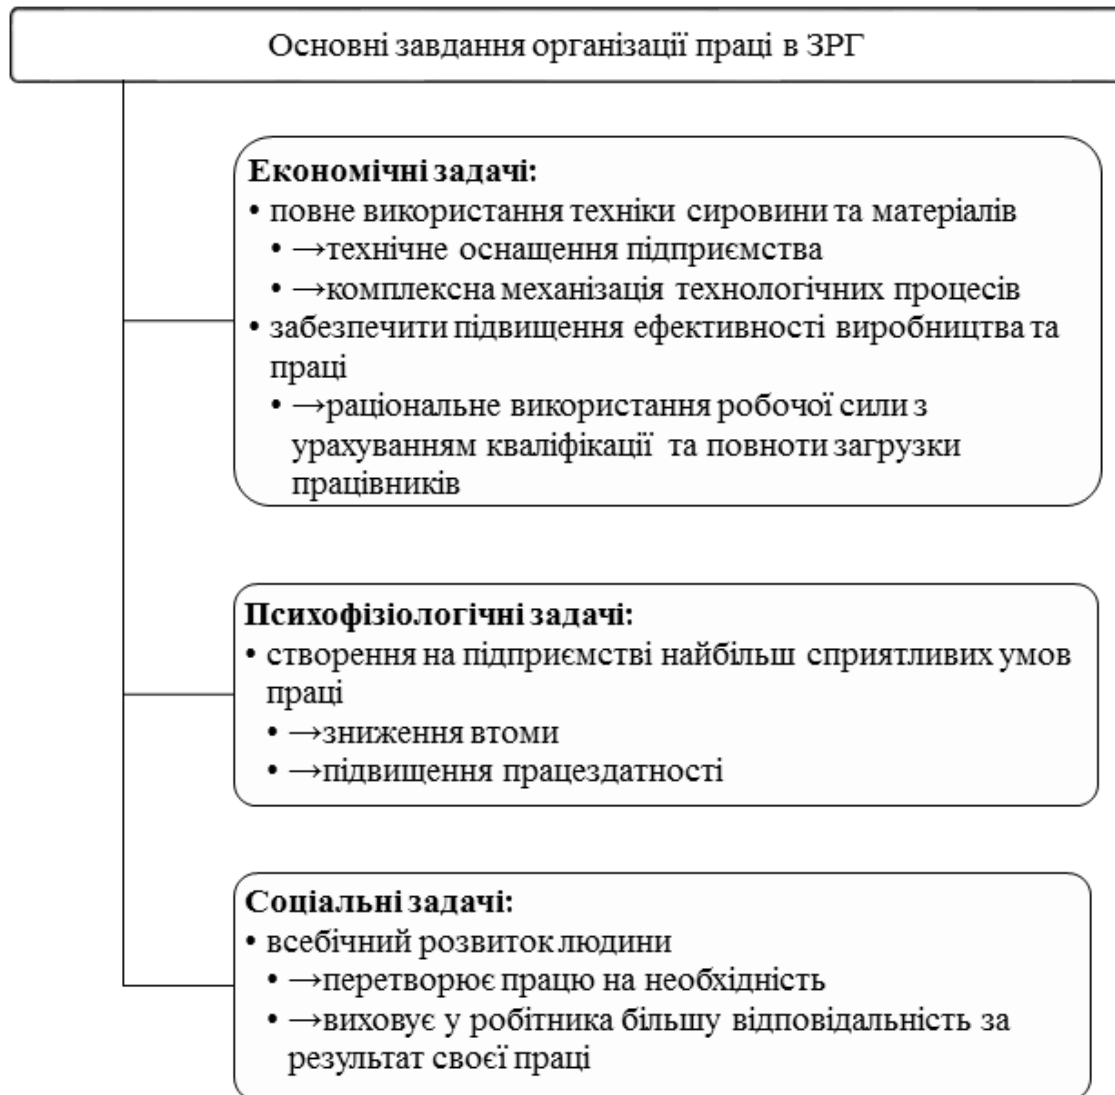 Основні завдання організації праці в ЗРГ
Економічні задачі:
• повне використання техніки сировини та матеріалів
• →технічне оснащення підприємства
• →комплексна механізація технологічних процесів
• забезпечити підвищення ефективності виробництва та
праці
• →раціональне використання робочої сили з
урахуванням кваліфікації та повноти загрузки
працівників
Психофізіологічні задачі:
• створення на підприємстві найбільш сприятливих умов
праці
• →зниження втоми
• →підвищення працездатності
Соціальні задачі:
• всебічний розвиток людини
• →перетворює працю на необхідність
• →виховує у робітника більшу відповідальність за
результат своєї праці